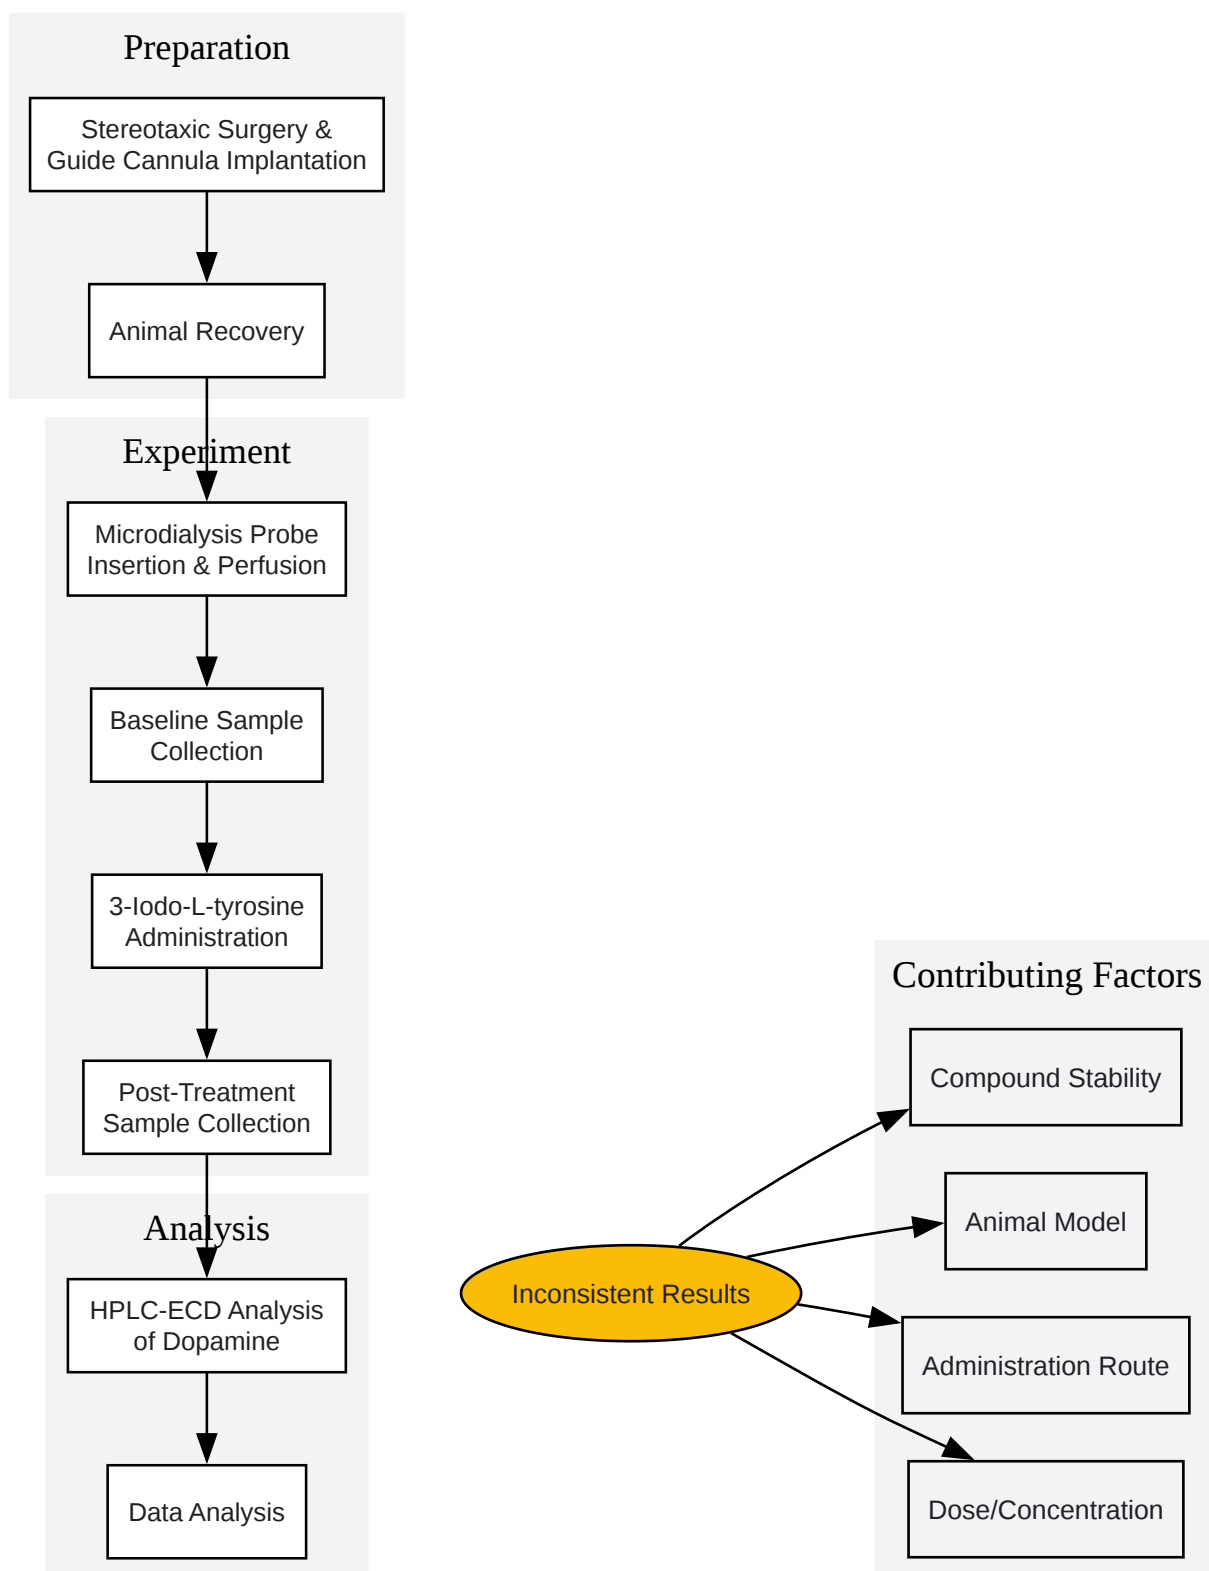 Preparation
Stereotaxic Surgery &
Guide Cannula Implantation
Animal Recovery
Experiment
Microdialysis Probe
Insertion & Perfusion
Baseline Sample
Collection
3-Iodo-L-tyrosine
Administration
Post-Treatment
Sample Collection
Analysis
HPLC-ECD Analysis
of Dopamine
Data Analysis
Inconsistent Results
Contributing Factors
Compound Stability
Animal Model
Administration Route
Dose/Concentration